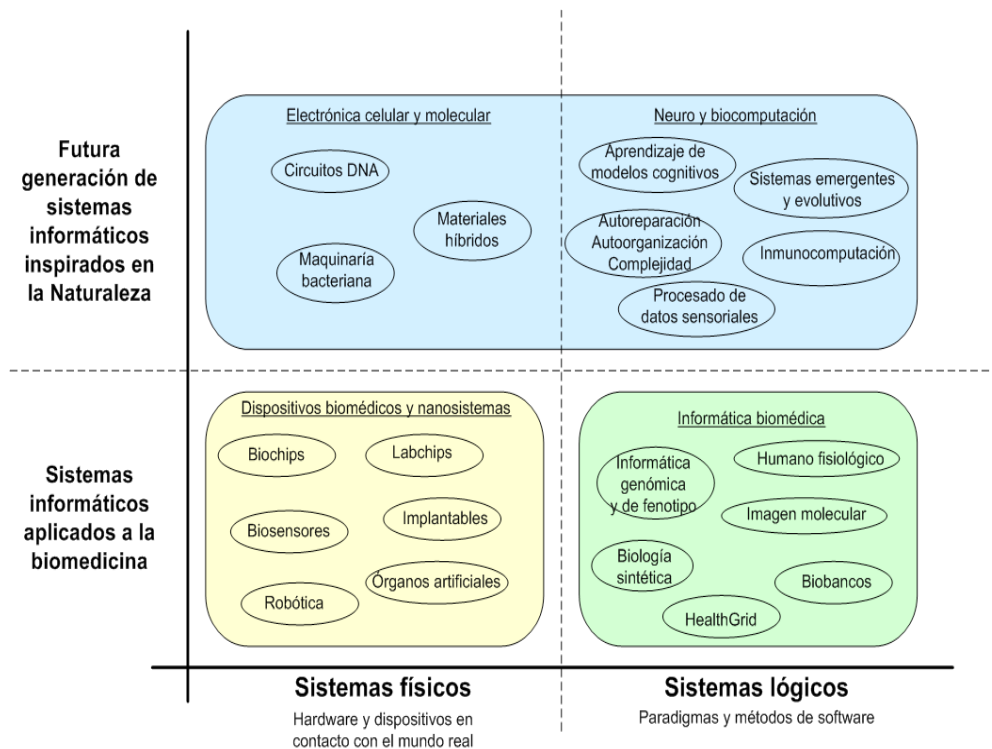 Futura
generación de
sistemas
informáticos
inspirados en
la Naturaleza
Electrónica celular y molecular
Circuitos DNA
Materiales
híbridos
Maquinaría
bacteriana
Neuro y biocomputación
Aprendizaje de
modelos cognitivos
Sistemas emergentes
y evolutivos
Autoreparación
Autoorganización
Complejidad
Inmunocomputación
Procesado de
datos sensoriales
Sistemas
informáticos
aplicados a la
biomedicina
Dispositivos biomédicos y nanosistemas
Biochips
Labchips
Biosensores
Implantables
Robótica
Órganos artificiales
Informática biomédica
Informática
genómica
y de fenotipo
Humano fisiológico
Imagen molecular
Biología
sintética
Biobancos
HealthGrid
Sistemas físicos
Hardware y dispositivos en
contacto con el mundo real
Sistemas lógicos
Paradigmas y métodos de software